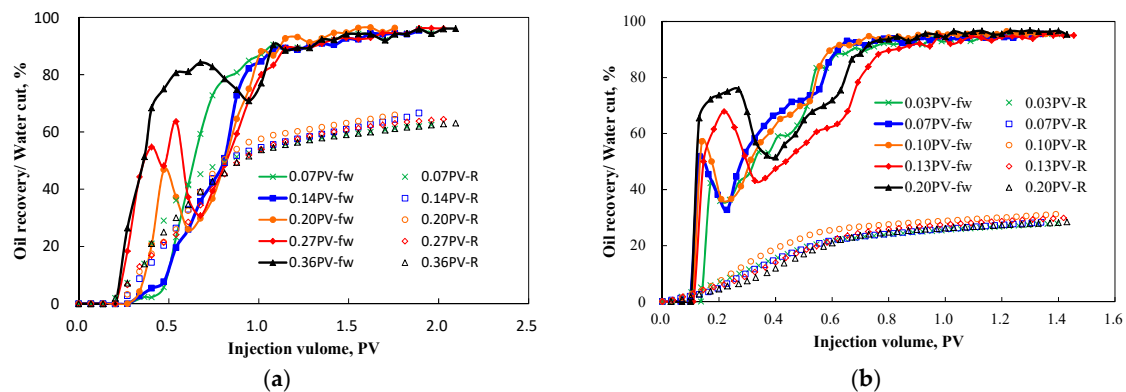 Oil recovery/ Water cut, %
100
80
60
40
20
0
0.0 0.5 1.0 1.5 2.0 2.5
Injection vulome, PV
0.07PV-fw 0.07PV-R
0.14PV-fw 0.14PV-R
0.20PV-fw 0.20PV-R
0.27PV-fw 0.27PV-R
0.36PV-fw 0.36PV-R
(a)
Oil recovery/ Water cut, %
100
80
60
40
20
0
0.0 0.2 0.4 0.6 0.8 1.0 1.2 1.4 1.6
Injection volume, PV
0.03PV-fw 0.03PV-R
0.07PV-fw 0.07PV-R
0.10PV-fw 0.10PV-R
0.13PV-fw 0.13PV-R
0.20PV-fw 0.20PV-R
(b)